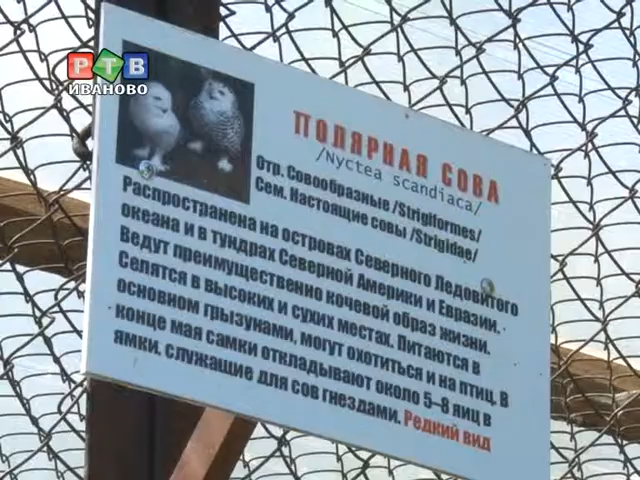 РТВ
ИВАНОВО
ПОЛЯРНАЯ СОВА
/Nyctea scandiaca/
Отр. Совообразные /Strigiformes/
Сем. Настоящие совы /Strigidae/
Распространена на островах Северного Ледовитого
океана и в тундрах Северной Америки и Евразии.
Ведут преимущественно кочевой образ жизни.
Селятся в высоких и сухих местах. Питаются в
основном грызунами, могут охотиться и на птиц. В
конце мая самки откладывают около 5-8 яиц в
ямки, служащие для сов гнездами. Редкий вид